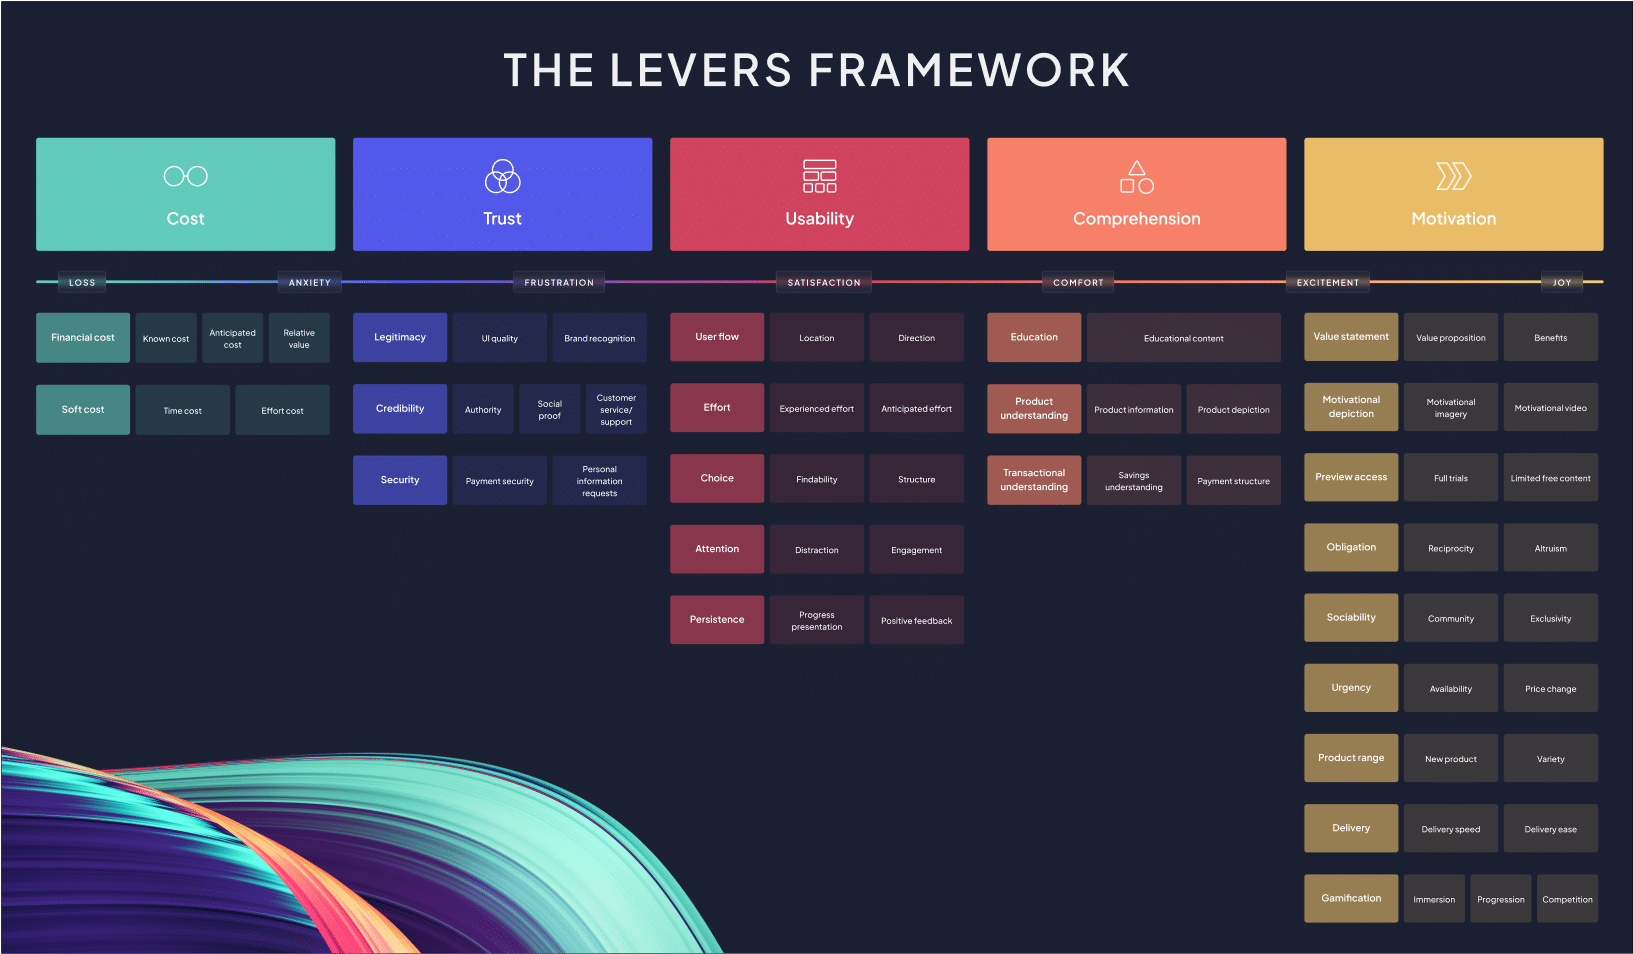 THE LEVERS FRAMEWORK
Cost
Trust
Usability
Comprehension
Motivation
LOSS
ANXIETY
FRUSTRATION
SATISFACTION
COMFORT
EXCITEMENT
JOY
Financial cost
Known cost
Anticipated
cost
Relative
value
Soft cost
Time cost
Effort cost
Legitimacy
UI quality
Brand recognition
Credibility
Authority
Social
proof
Customer
service/
support
Security
Payment security
Personal
information
requests
User flow
Location
Direction
Effort
Experienced effort
Anticipated effort
Choice
Findability
Structure
Attention
Distraction
Engagement
Persistence
Progress
presentation
Positive feedback
Education
Educational content
Product
understanding
Product information
Product depiction
Transactional
understanding
Savings
understanding
Payment structure
Value statement
Value proposition
Benefits
Motivational
depiction
Motivational
imagery
Motivational video
Preview access
Full trials
Limited free content
Obligation
Reciprocity
Altruism
Sociability
Community
Exclusivity
Urgency
Availability
Price change
Product range
New product
Variety
Delivery
Delivery speed
Delivery ease
Gamification
Immersion
Progression
Competition